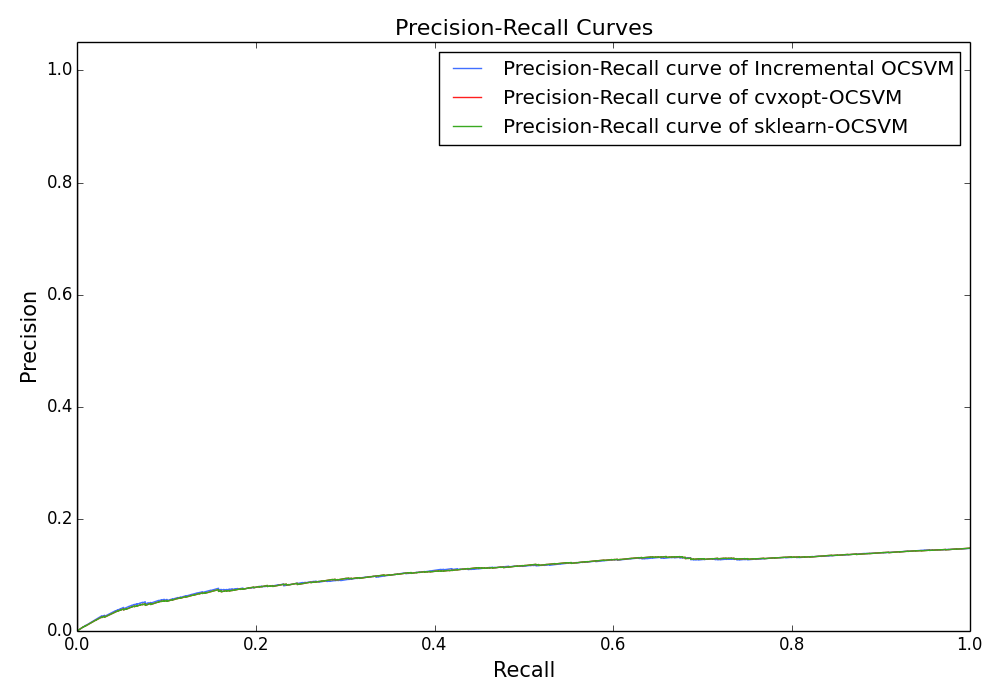 Precision-Recall Curves
1.0
0.8
0.6
0.4
0.2
0.0
Precision
Precision-Recall curve of Incremental OCSVM
Precision-Recall curve of cvxopt-OCSVM
Precision-Recall curve of sklearn-OCSVM
0.0 0.2 0.4 0.6 0.8 1.0
Recall